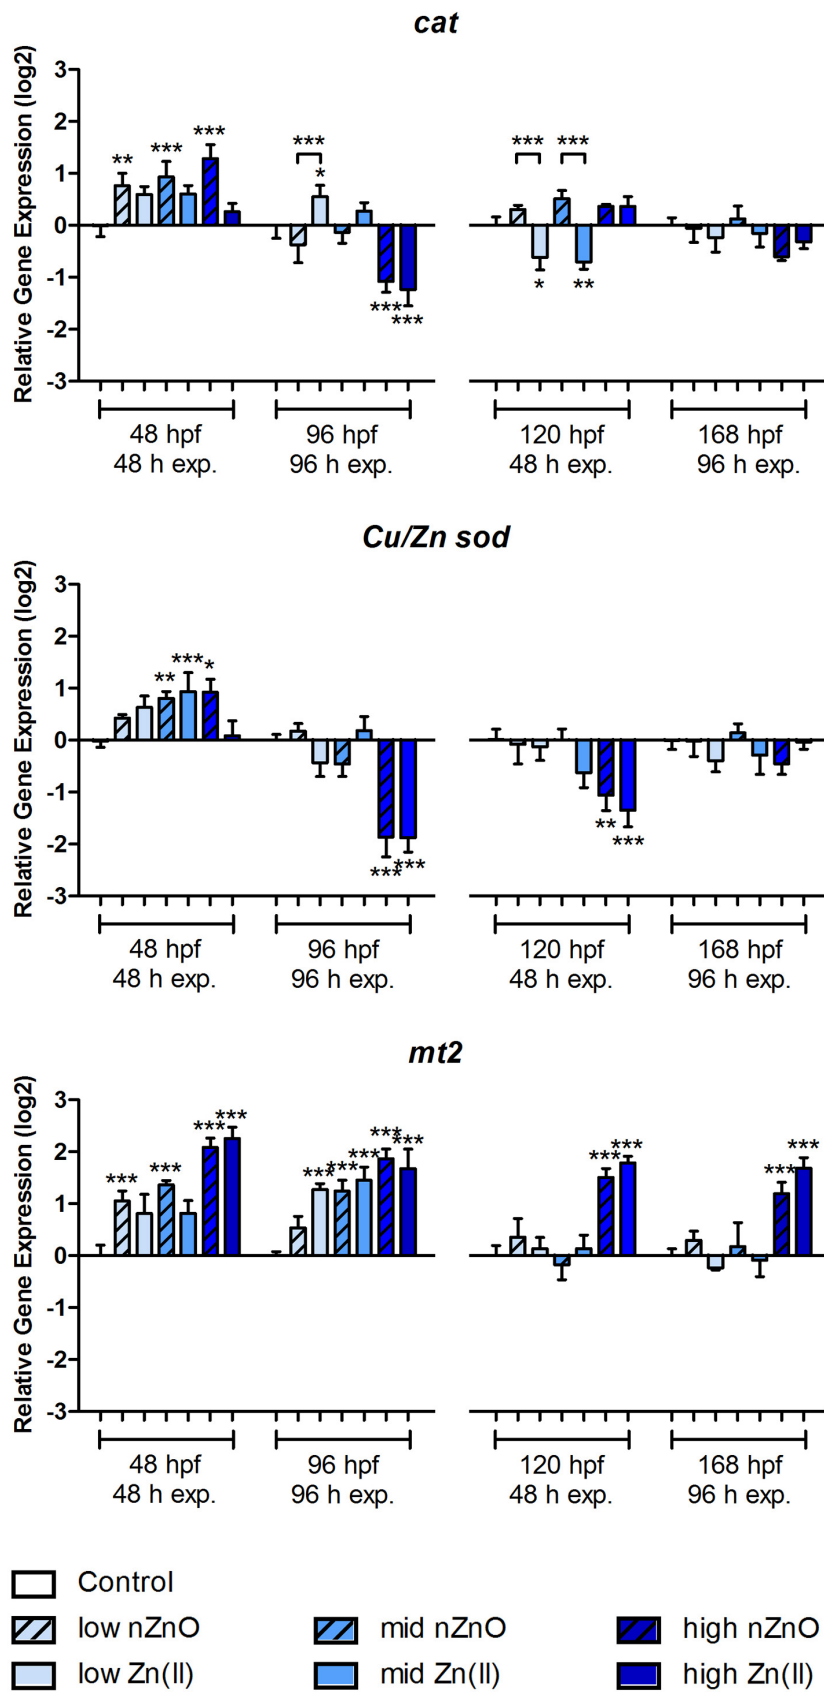 cat
Relative Gene Expression (log2)
3
2
1
0
-1
-2
-3
** *** *** *** * *** *** *** *** * **
48 hpf 96 hpf 120 hpf 168 hpf
48 h exp. 96 h exp. 48 h exp. 96 h exp.
Cu/Zn sod
Relative Gene Expression (log2)
3
2
1
0
-1
-2
-3
** *** * *** *** ** ***
48 hpf 96 hpf 120 hpf 168 hpf
48 h exp. 96 h exp. 48 h exp. 96 h exp.
mt2
Relative Gene Expression (log2)
3
2
1
0
-1
-2
-3
*** *** *** *** *** *** *** *** *** *** *** *** ***
48 hpf 96 hpf 120 hpf 168 hpf
48 h exp. 96 h exp. 48 h exp. 96 h exp.
Control
low nZnO mid nZnO high nZnO
low Zn(II) mid Zn(II) high Zn(II)